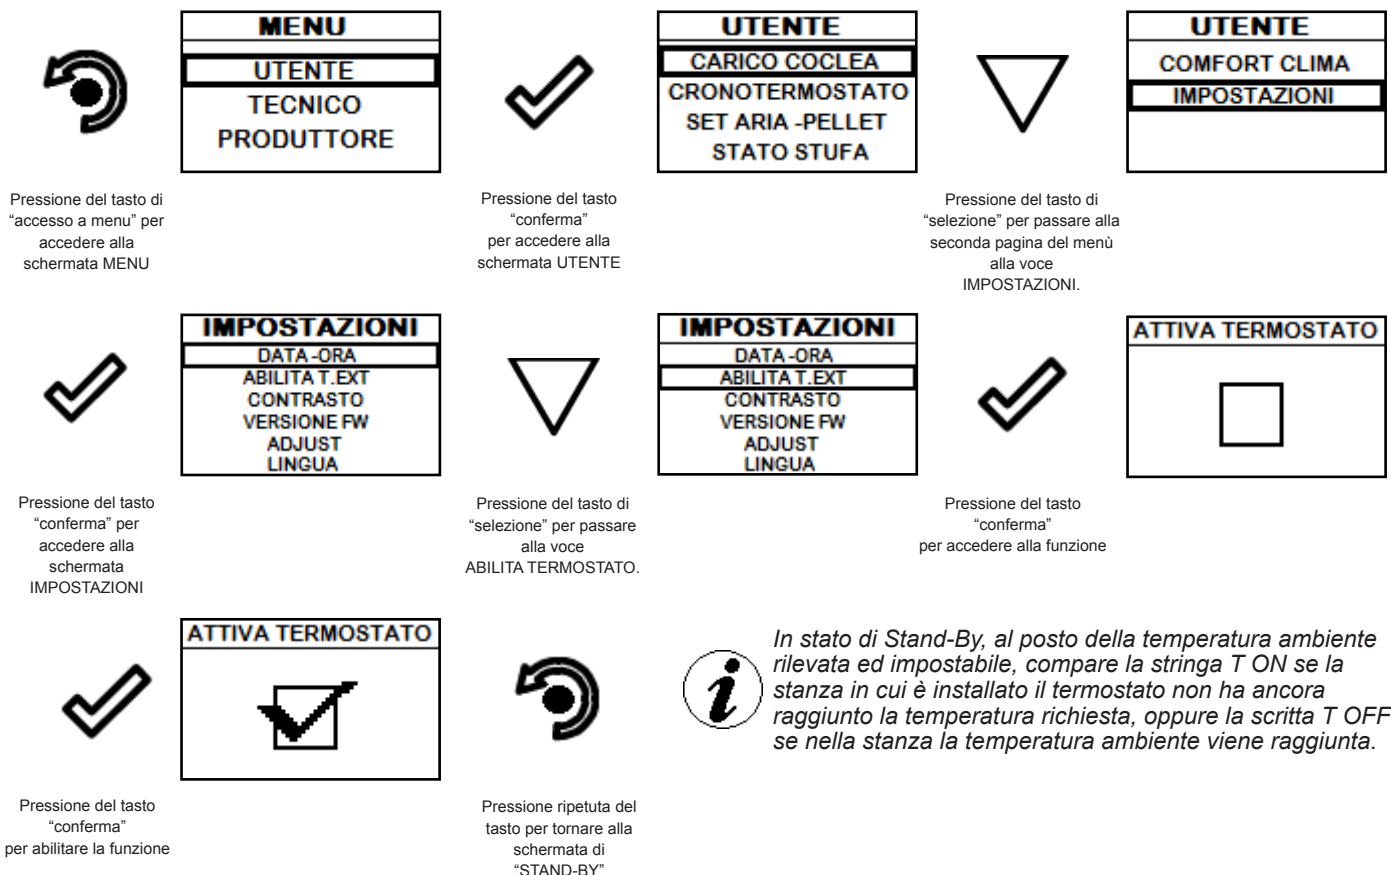 MENU
UTENTE
TECNICO
PRODUTTORE
UTENTE
CARICO COCLEA
CRONOTERMOSTATO
SET ARIA -PELLET
STATO STUFA
UTENTE
COMFORT CLIMA
IMPOSTAZIONI
Pressione del tasto di
“accesso a menu” per
accedere alla
schermata MENU
Pressione del tasto
“conferma”
per accedere alla
schermata UTENTE
Pressione del tasto di
“selezione” per passare alla
seconda pagina del menù
alla voce
IMPOSTAZIONI.
IMPOSTAZIONI
DATA -ORA
ABILITA T.EXT
CONTRASTO
VERSIONE FW
ADJUST
LINGUA
IMPOSTAZIONI
DATA -ORA
ABILITA T.EXT
CONTRASTO
VERSIONE FW
ADJUST
LINGUA
ATTIVA TERMOSTATO
Pressione del tasto
“conferma” per
accedere alla
schermata
IMPOSTAZIONI
Pressione del tasto di
“selezione” per passare
alla voce
ABILITA TERMOSTATO.
Pressione del tasto
“conferma”
per accedere alla funzione
ATTIVA TERMOSTATO
In stato di Stand-By, al posto della temperatura ambiente
rilevata ed impostabile, compare la stringa T ON se la
stanza in cui è installato il termostato non ha ancora
raggiunto la temperatura richiesta, oppure la scritta T OFF
se nella stanza la temperatura ambiente viene raggiunta.
Pressione del tasto
“conferma”
per abilitare la funzione
Pressione ripetuta del
tasto per tornare alla
schermata di
“STAND-BY”